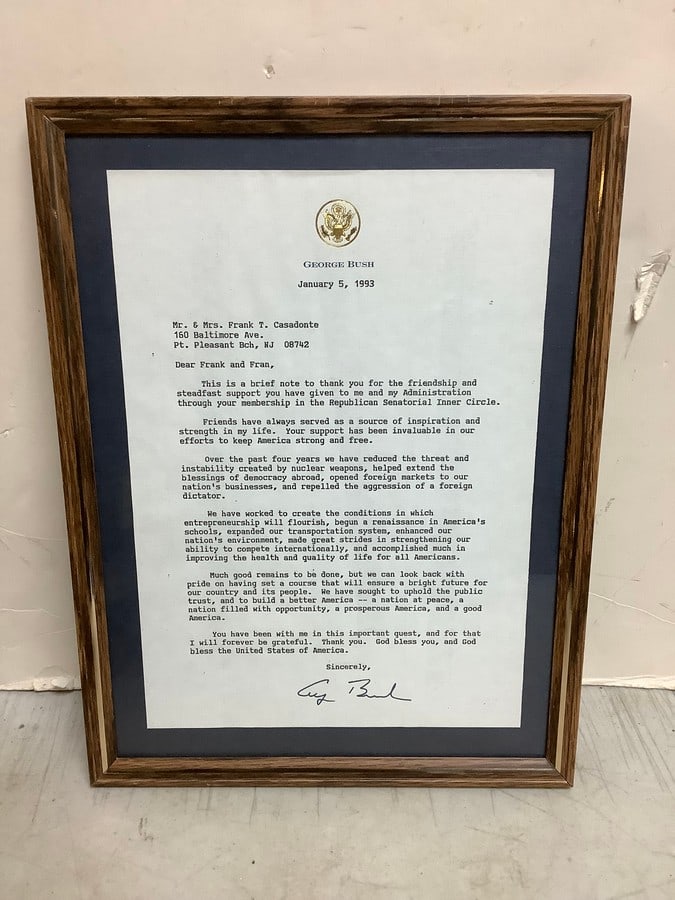 GEORGE BUSH
January 5, 1993
Mr. & Mrs. Frank T. Casadonte
160 Baltimore Ave.
Pt. Pleasant Bch, NJ 08742
Dear Frank and Fran,
This is a brief note to thank you for the friendship and
steadfast support you have given to me and my Administration
through your membership in the Republican Senatorial Inner Circle.
Friends have always served as a source of inspiration and
strength in my life. Your support has been invaluable in our
efforts to keep America strong and free.
Over the past four years we have reduced the threat and
instability created by nuclear weapons, helped extend the
blessings of democracy abroad, opened foreign markets to our
nation's businesses, and repelled the aggression of a foreign
dictator.
We have worked to create the conditions in which
entrepreneurship will flourish, begun a renaissance in America's
schools, expanded our transportation system, enhanced our
nation's environment, made great strides in strengthening our
ability to compete internationally, and accomplished much in
improving the health and quality of life for all Americans.
Much good remains to be done, but we can look back with
pride on having set a course that will ensure a bright future for
our country and its people. We have sought to uphold the public
trust, and to build a better America -- a nation at peace, a
nation filled with opportunity, a prosperous America, and a good
America.
You have been with me in this important quest, and for that
I will forever be grateful. Thank you. God bless you, and God
bless the United States of America.
Sincerely,
G Bush